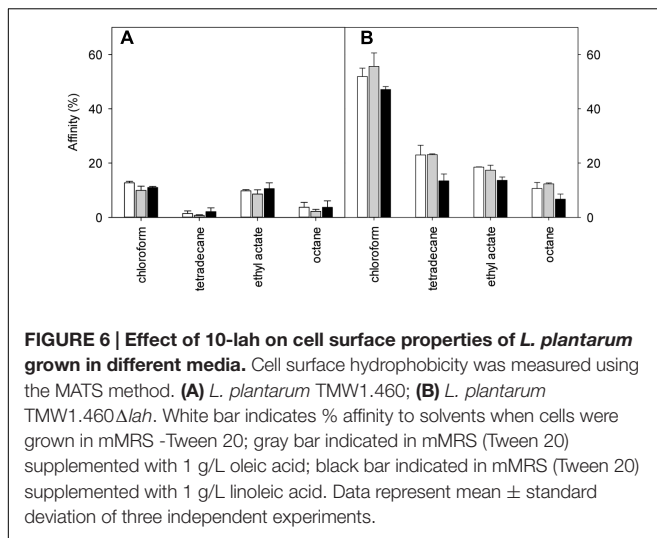 A
B
60
40
20
0
Affinity (%)
60
40
20
0
chloroform
tetradecane
ethyl actate
octane
chloroform
tetradecane
ethyl actate
octane
FIGURE 6 | Effect of 10-lah on cell surface properties of L. plantarum
grown in different media. Cell surface hydrophobicity was measured using
the MATS method. (A) L. plantarum TMW1.460; (B) L. plantarum
TMW1.460Δlah. White bar indicates % affinity to solvents when cells were
grown in mMRS -Tween 20; gray bar indicated in mMRS (Tween 20)
supplemented with 1 g/L oleic acid; black bar indicated in mMRS (Tween 20)
supplemented with 1 g/L linoleic acid. Data represent mean ± standard
deviation of three independent experiments.